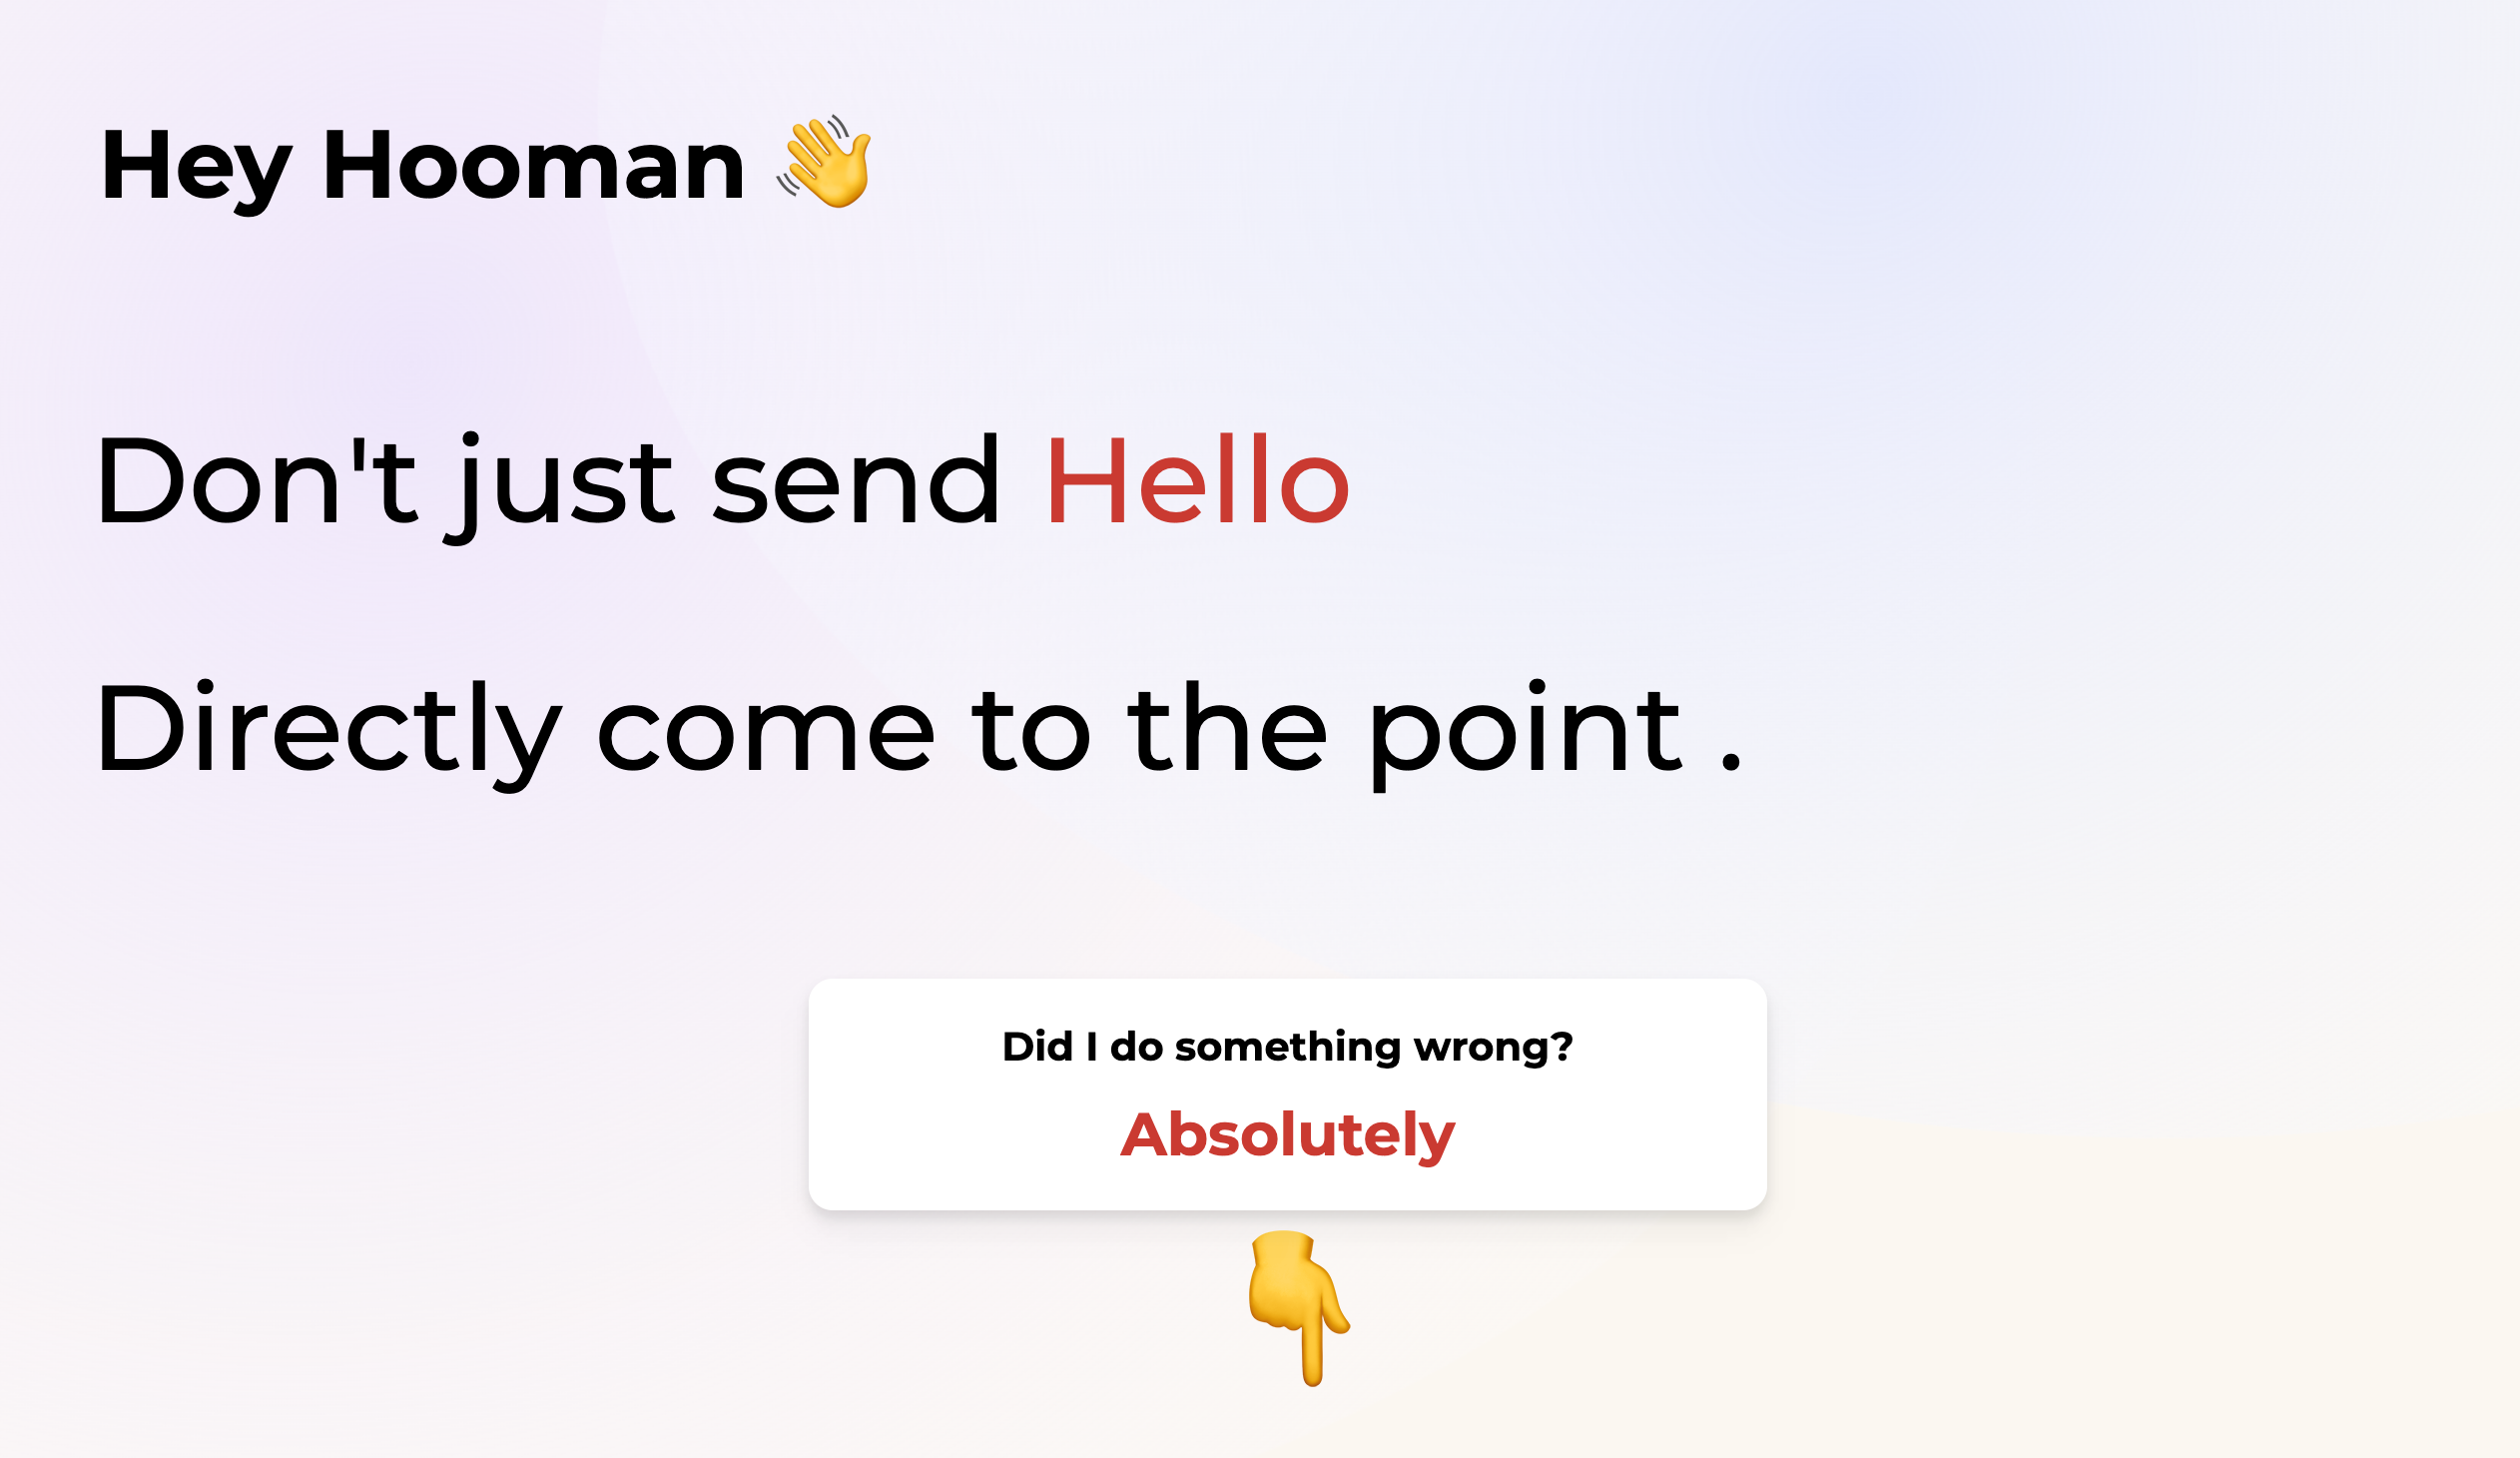 Hey Hooman 👋
Don't just send Hello
Directly come to the point .
Did I do something wrong?
Absolutely
👇